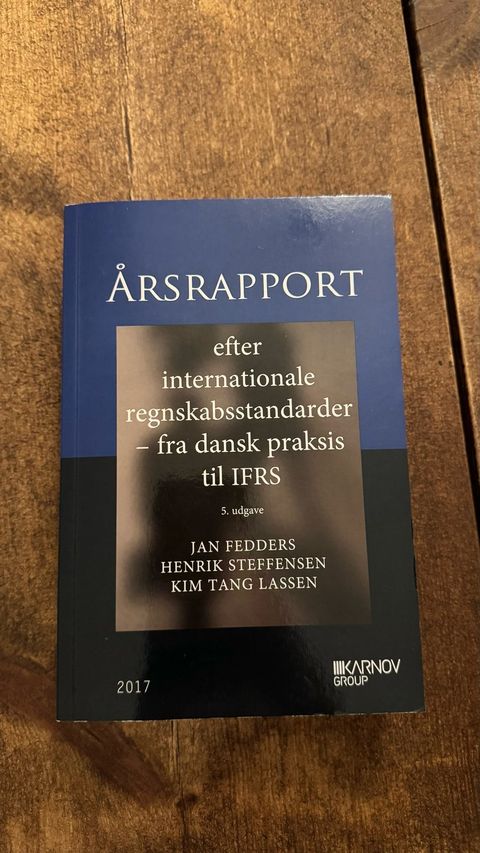 ÅRSRAPPORT
efter
internationale
regnskabsstandarder
– fra dansk praksis
til IFRS
5. udgave
JAN FEDDERS
HENRIK STEFFENSEN
KIM TANG LASSEN
2017
KARNOV
GROUP